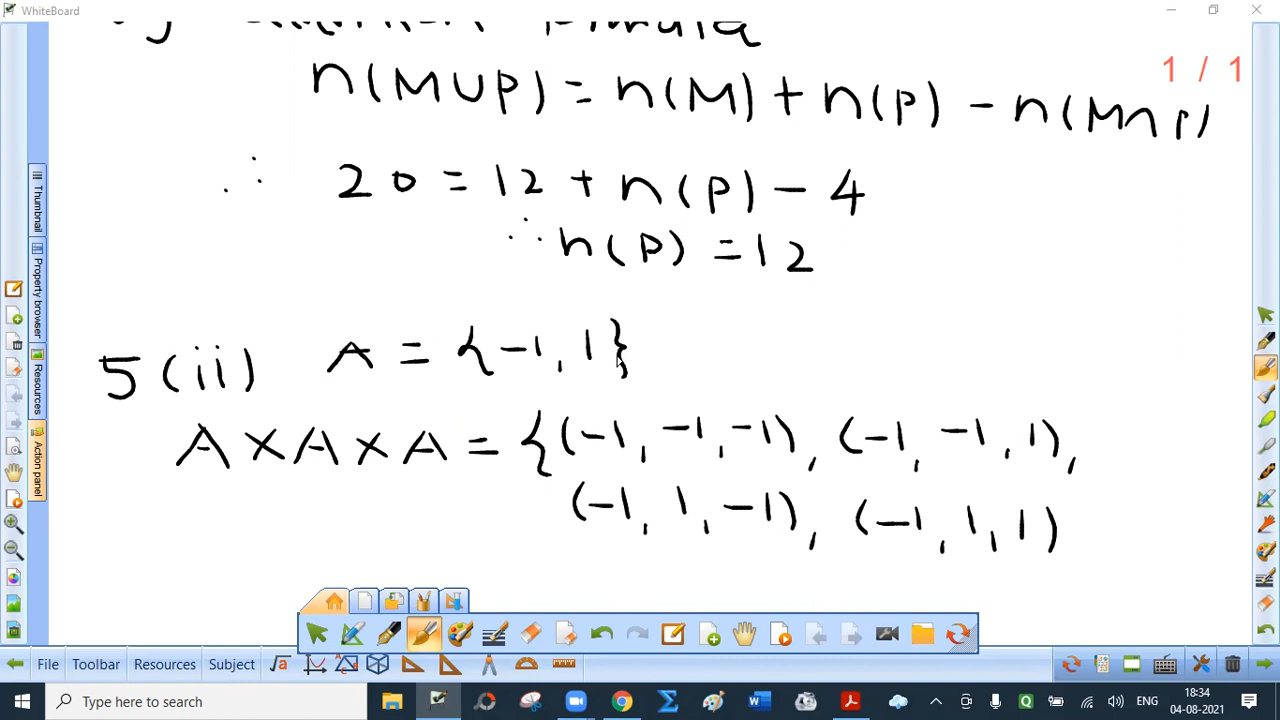 WhiteBoard
1 / 1
n(M∪P) = n(M) + n(P) - n(M∩P)
∴ 20 = 12 + n(P) - 4
∴ n(P) = 12
5(ii) A = {-1, 1}
A×A×A = {(-1, -1, -1), (-1, -1, 1),
(-1, 1, -1), (-1, 1, 1)
Thumbnail
Property browser
Resources
Action panel
File Toolbar Resources Subject
Type here to search
ENG
18:34
04-08-2021